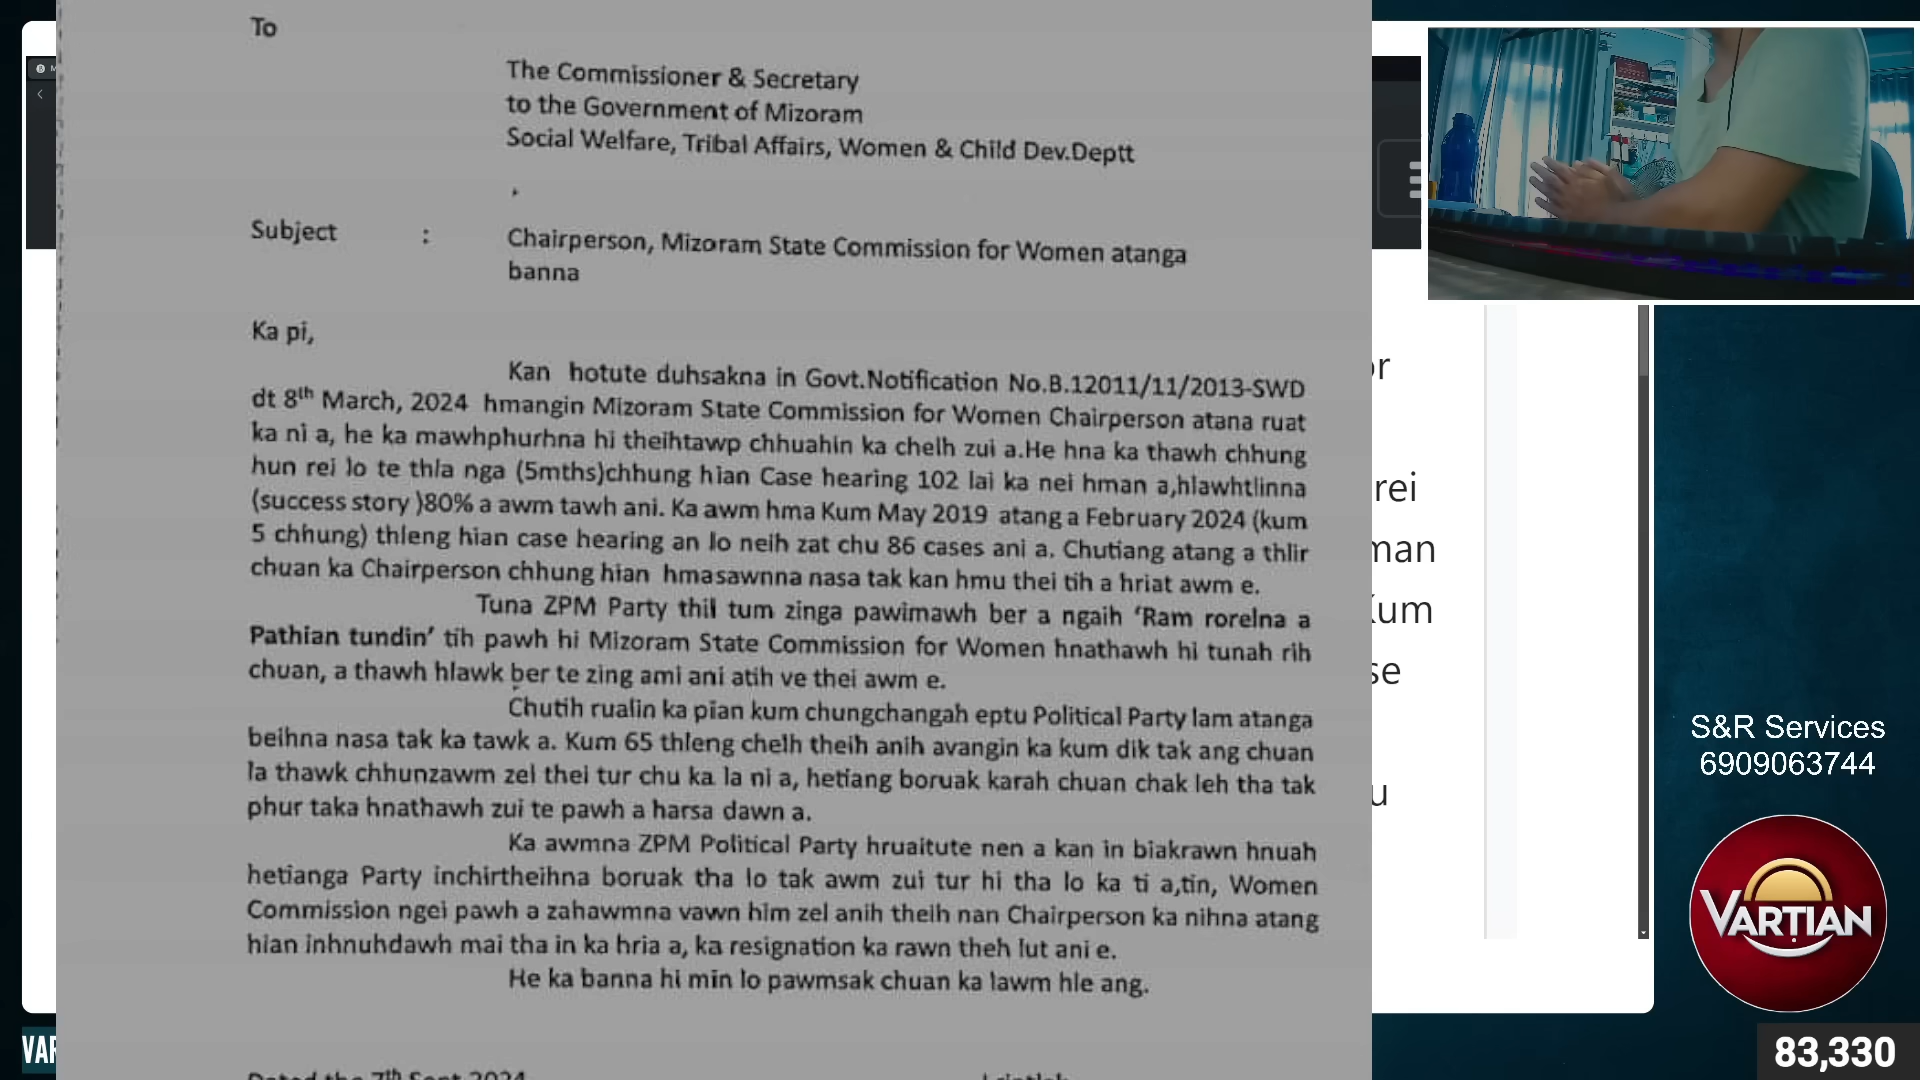 To
The Commissioner & Secretary
to the Government of Mizoram
Social Welfare, Tribal Affairs, Women & Child Dev.Deptt
Subject : Chairperson, Mizoram State Commission for Women atanga
banna
Ka pi,
Kan hotute duhsakna in Govt.Notification No.B.12011/11/2013-SWD
dt 8th March, 2024 hmangin Mizoram State Commission for Women Chairperson atana ruat
ka ni a, he ka mawhphurhna hi theihtawp chhuahin ka chelh zui a.He hna ka thawh chhung
hun rei lo te thla nga (5mths)chhung hian Case hearing 102 lai ka nei hman a,hlawhtlinna
(success story )80% a awm tawh ani. Ka awm hma Kum May 2019 atang a February 2024 (kum
5 chhung) thleng hian case hearing an lo neih zat chu 86 cases ani a. Chutiang atang a thlir
chuan ka Chairperson chhung hian hmasawnna nasa tak kan hmu thei tih a hriat awm e.
Tuna ZPM Party thil tum zinga pawimawh ber a ngaih ‘Ram rorelna a
Pathian tundin’ tih pawh hi Mizoram State Commission for Women hnathawh hi tunah rih
chuan, a thawh hlawk ber te zing ami ani atih ve thei awm e.
Chutih rualin ka pian kum chungchangah eptu Political Party lam atanga
beihna nasa tak ka tawk a. Kum 65 thleng chelh theih anih avangin ka kum dik tak ang chuan
la thawk chhunzawm zel thei tur chu ka la ni a, hetiang boruak karah chuan chak leh tha tak
phur taka hnathawh zui te pawh a harsa dawn a.
Ka awmna ZPM Political Party hruaitute nen a kan in biakrawn hnuah
hetianga Party inchirtheihna boruak tha lo tak awm zui tur hi tha lo ka ti a,tin, Women
Commission ngei pawh a zahawmna vawn him zel anih theih nan Chairperson ka nihna atang
hian inhnuhdawh mai tha in ka hria a, ka resignation ka rawn theh lut ani e.
He ka banna hi min lo pawmsak chuan ka lawm hle ang.
Dated the 7th Sept 2024
rei
man
se
u
S&R Services
6909063744
VARTIAN
83,330